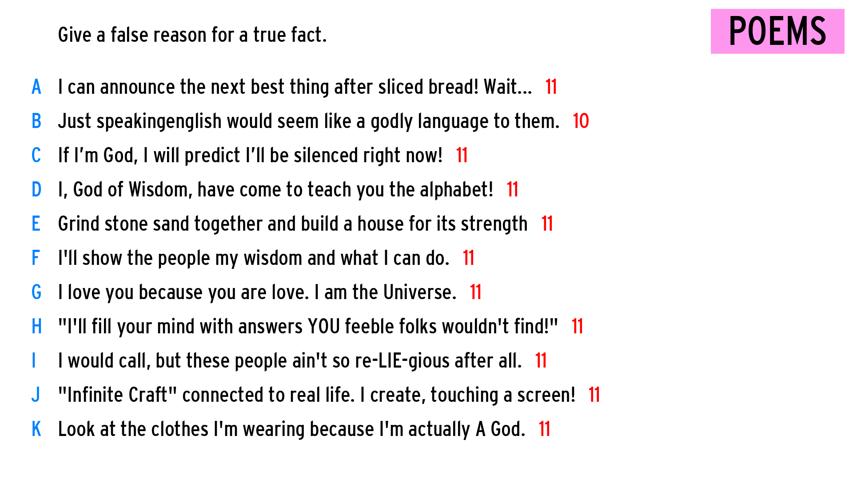 POEMS
Give a false reason for a true fact.
A I can announce the next best thing after sliced bread! Wait... 11
B Just speakingenglish would seem like a godly language to them. 10
C If I'm God, I will predict I'll be silenced right now! 11
D I, God of Wisdom, have come to teach you the alphabet! 11
E Grind stone sand together and build a house for its strength 11
F I'll show the people my wisdom and what I can do. 11
G I love you because you are love. I am the Universe. 11
H "I'll fill your mind with answers YOU feeble folks wouldn't find!" 11
I I would call, but these people ain't so re-LIE-gious after all. 11
J "Infinite Craft" connected to real life. I create, touching a screen! 11
K Look at the clothes I'm wearing because I'm actually A God. 11